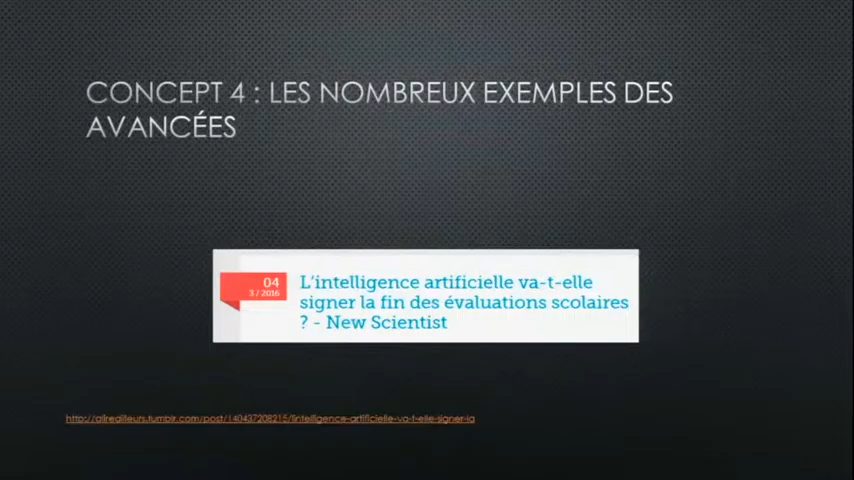 CONCEPT 4 : LES NOMBREUX EXEMPLES DES
AVANCÉES
04
3 / 2016
L'intelligence artificielle va-t-elle
signer la fin des évaluations scolaires
? - New Scientist
http://alireailleurs.tumblr.com/post/140437208215/lintelligence-artificielle-va-t-elle-signer-la